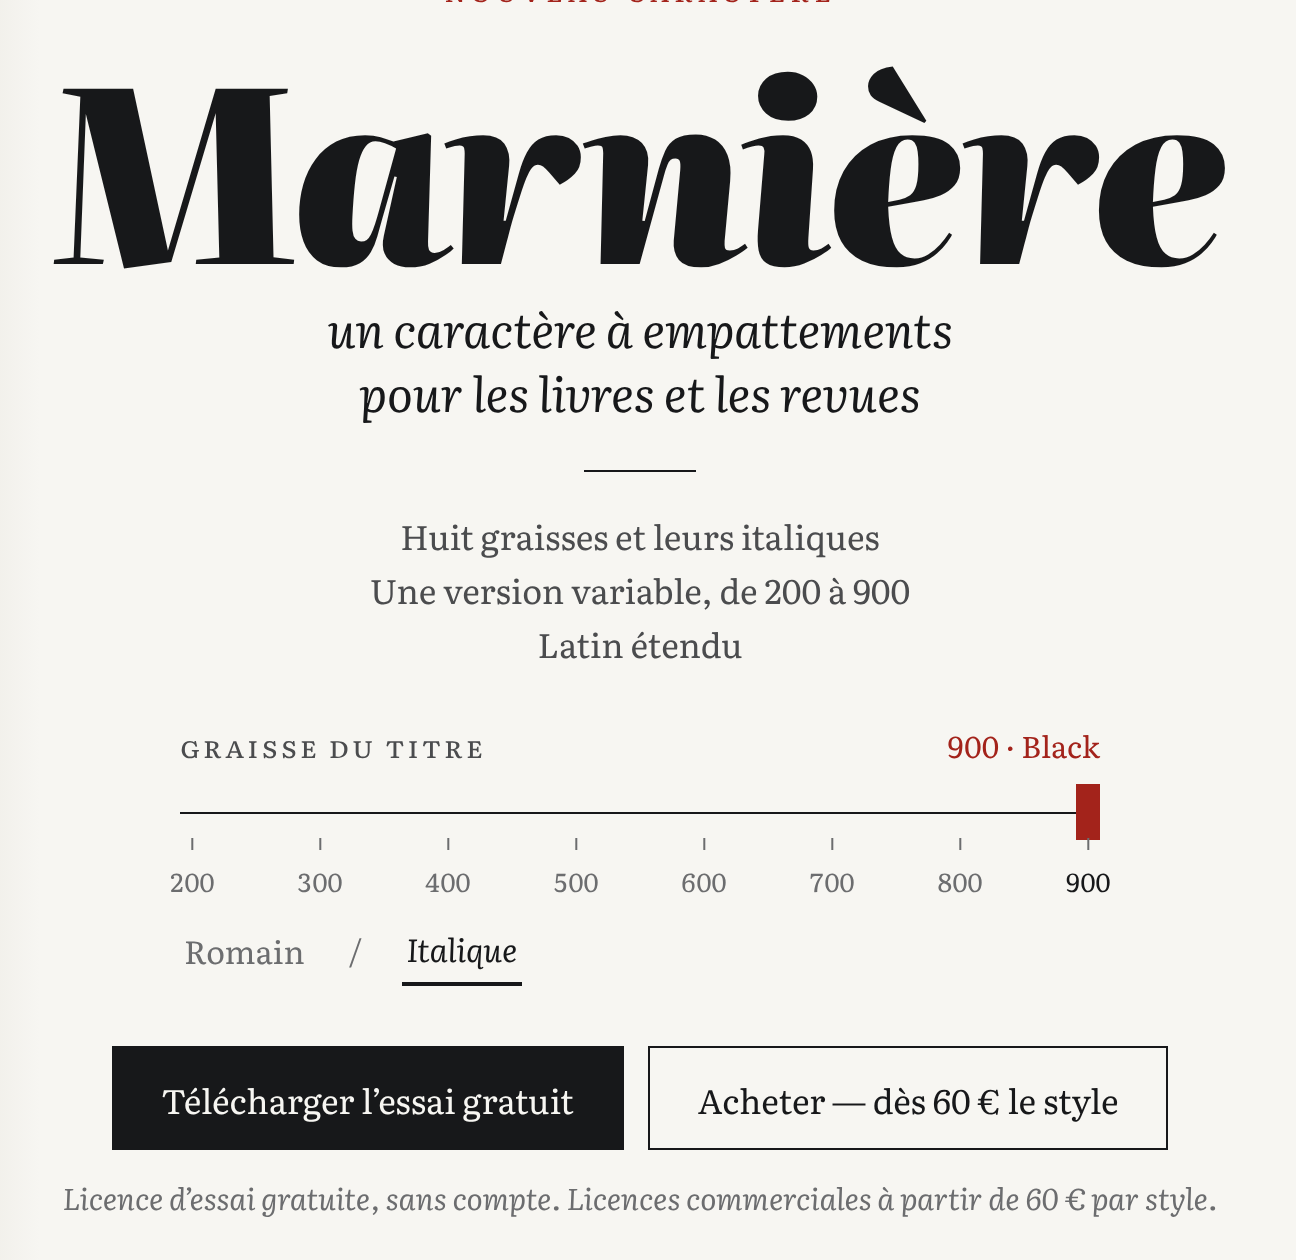 NOUVEAU CARACTÈRE
Marnière
un caractère à empattements
pour les livres et les revues
Huit graisses et leurs italiques
Une version variable, de 200 à 900
Latin étendu
GRAISSE DU TITRE 900 · Black
200 300 400 500 600 700 800 900
Romain / Italique
Télécharger l’essai gratuit Acheter — dès 60 € le style
Licence d’essai gratuite, sans compte. Licences commerciales à partir de 60 € par style.